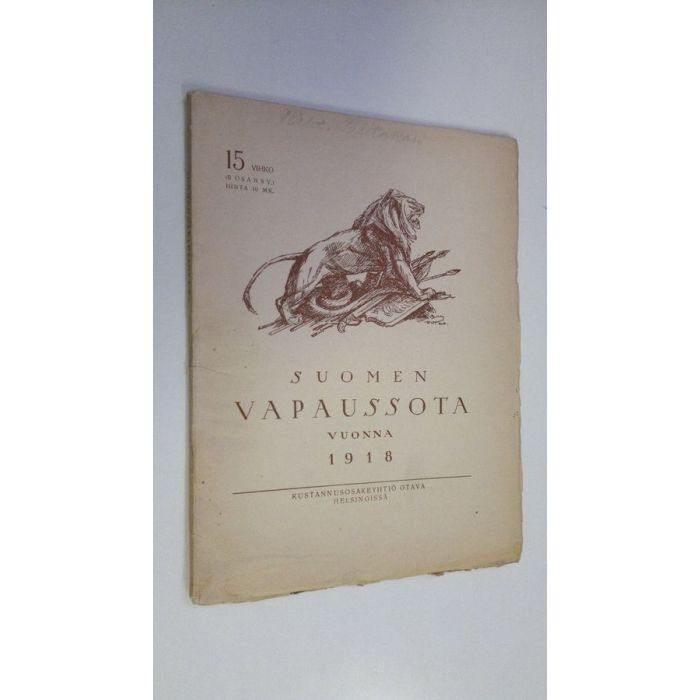 15 VIHKO
HINTA 10 MK.
SUOMEN
VAPAUSSOTA
VUONNA
1918
KUSTANNUSOSAKEYHTIÖ OTAVA
HELSINGISSÄ